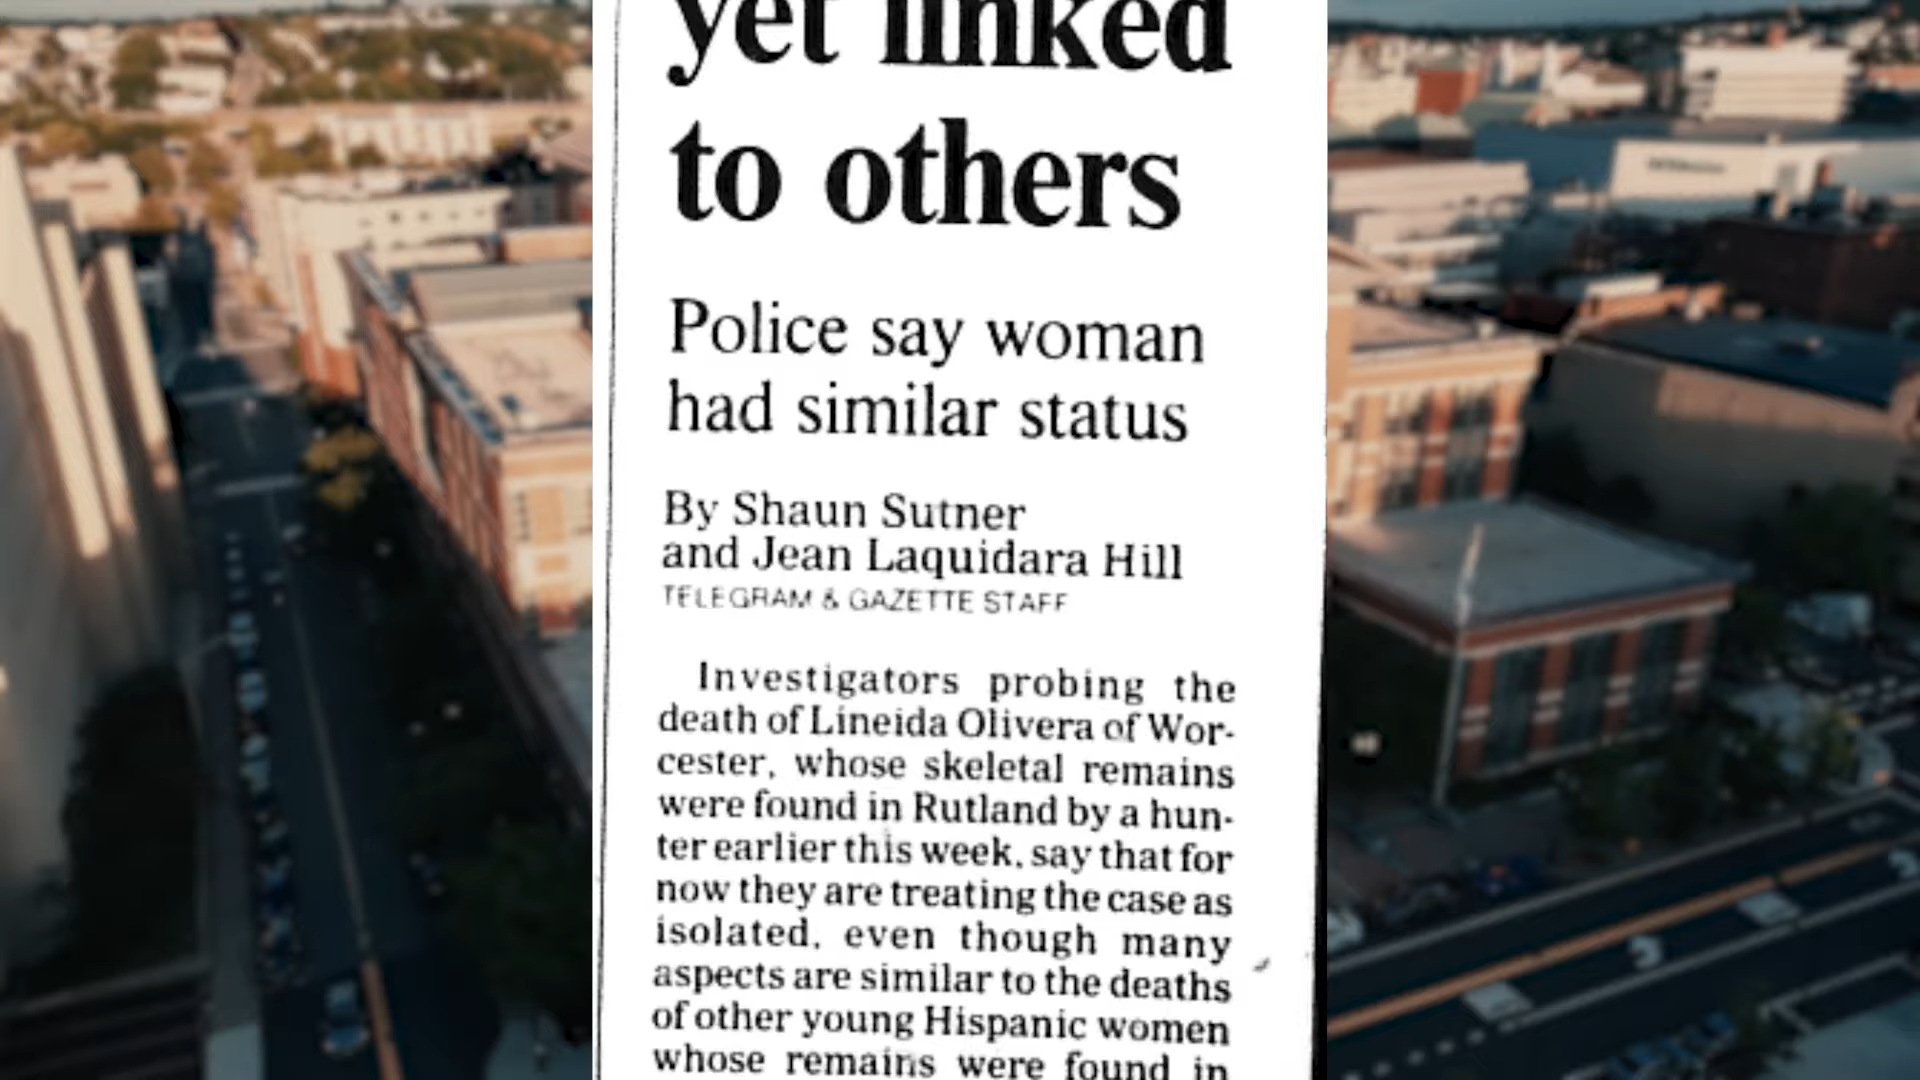 yet linked
to others
Police say woman
had similar status
By Shaun Sutner
and Jean Laquidara Hill
TELEGRAM & GAZETTE STAFF
Investigators probing the
death of Lineida Olivera of Wor-
cester, whose skeletal remains
were found in Rutland by a hun-
ter earlier this week, say that for
now they are treating the case as
isolated, even though many
aspects are similar to the deaths
of other young Hispanic women
whose remains were found in